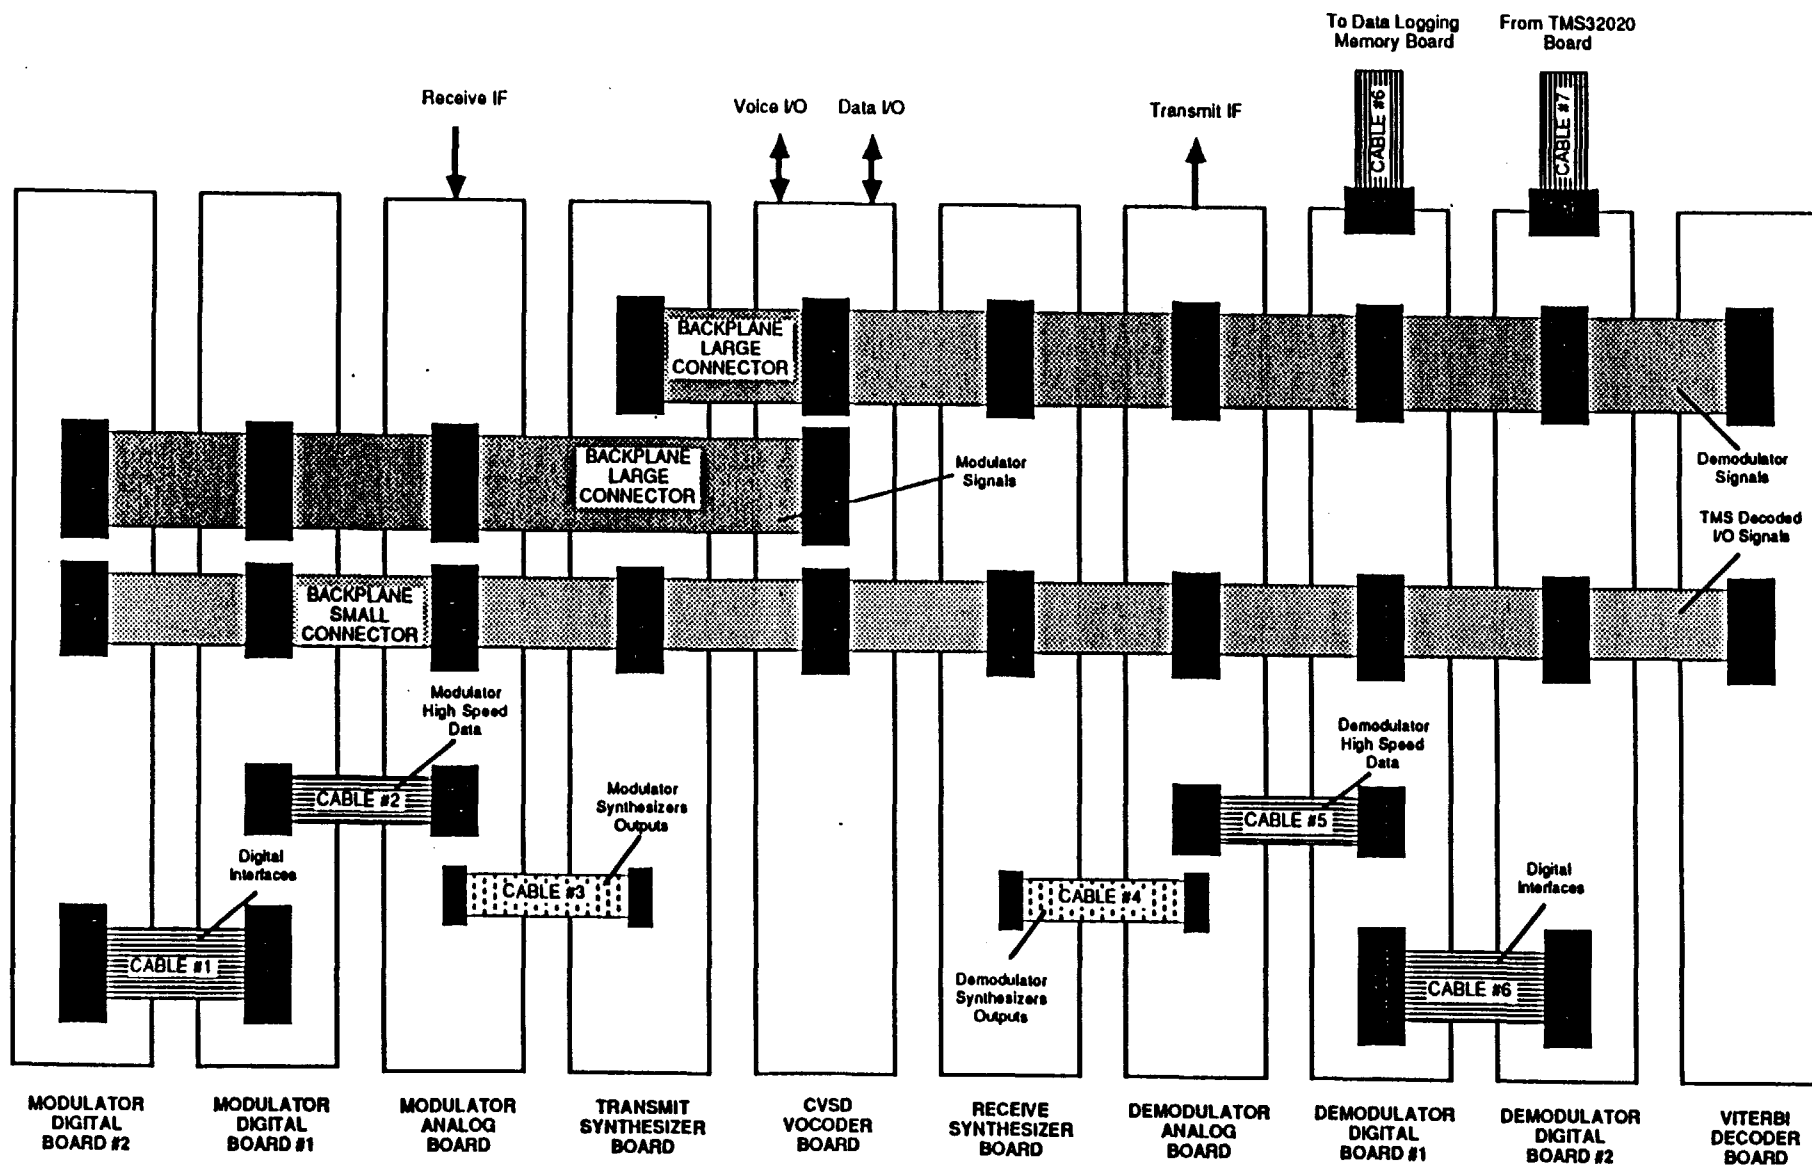 To Data Logging
Memory Board
From TMS32020
Board
Receive IF
Voice I/O
Data I/O
Transmit IF
CABLE #6
CABLE #7
BACKPLANE
LARGE
CONNECTOR
BACKPLANE
LARGE
CONNECTOR
Modulator
Signals
Demodulator
Signals
TMS Decoded
I/O Signals
BACKPLANE
SMALL
CONNECTOR
Modulator
High Speed
Data
CABLE #2
Modulator
Synthesizers
Outputs
Demodulator
High Speed
Data
CABLE #5
Digital
Interfaces
CABLE #3
CABLE #4
Digital
Interfaces
CABLE #1
Demodulator
Synthesizers
Outputs
CABLE #6
MODULATOR
DIGITAL
BOARD #2
MODULATOR
DIGITAL
BOARD #1
MODULATOR
ANALOG
BOARD
TRANSMIT
SYNTHESIZER
BOARD
CVSD
VOCODER
BOARD
RECEIVE
SYNTHESIZER
BOARD
DEMODULATOR
ANALOG
BOARD
DEMODULATOR
DIGITAL
BOARD #1
DEMODULATOR
DIGITAL
BOARD #2
VITERBI
DECODER
BOARD